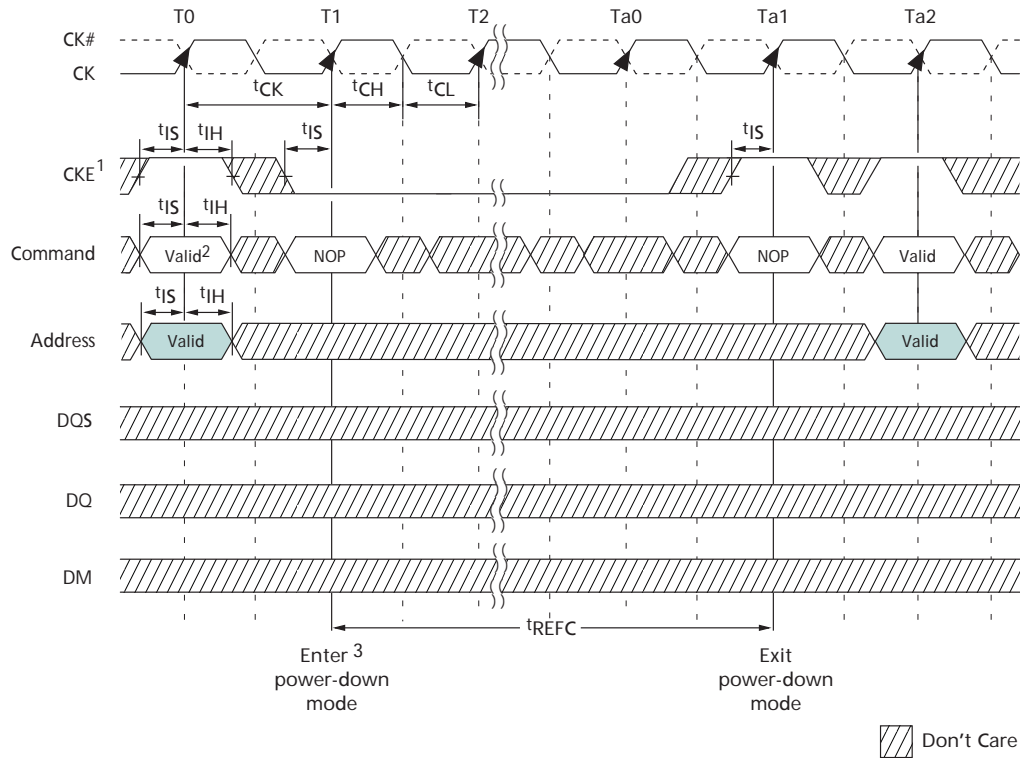 T0 T1 T2 Ta0 Ta1 Ta2
CK#
CK
tCK tCH tCL
tIS tIH tIS tIS
CKE1
tIS tIH
Command Valid2 NOP NOP Valid
tIS tIH
Address Valid Valid
DQS
DQ
DM
tREFC
Enter 3
power-down
mode
Exit
power-down
mode
Don't Care